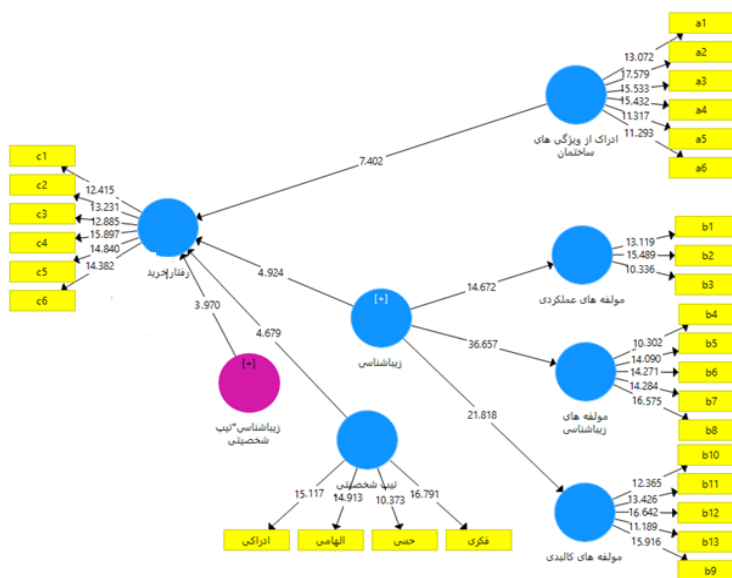 a1
a2
a3
a4
a5
a6
13.072
17.579
15.533
15.432
11.317
11.293
ادراک از ویژگی های
ساختمان
7.402
c1
c2
c3
c4
c5
c6
12.415
13.231
12.885
15.897
14.840
14.382
رفتار خرید
4.924
3.970
4.679
[+]
زیباشناسی
[+]
زیباشناسی*تیپ
شخصیتی
14.672
36.657
21.818
b1
b2
b3
13.119
15.489
10.336
مولفه های عملکردی
b4
b5
b6
b7
b8
10.302
14.090
14.271
14.284
16.575
مولفه های
زیباشناسی
b10
b11
b12
b13
b9
12.365
13.426
16.642
11.189
15.916
مولفه های کالبدی
تیپ شخصیتی
15.117
14.913
10.373
16.791
ادراکی
الهامی
حسی
فکری